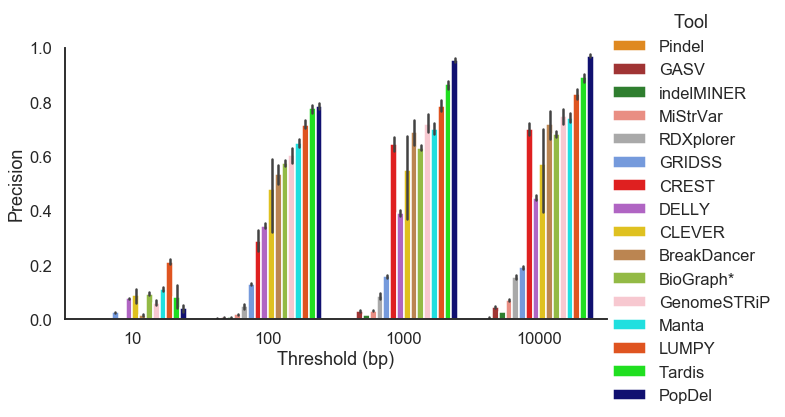 Tool
Pindel
GASV
indelMINER
MiStrVar
RDXplorer
GRIDSS
CREST
DELLY
CLEVER
BreakDancer
BioGraph*
GenomeSTRiP
Manta
LUMPY
Tardis
PopDel
Precision
1.0
0.8
0.6
0.4
0.2
0.0
10 100 1000 10000
Threshold (bp)